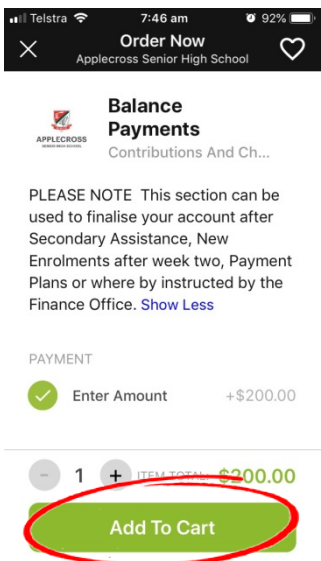 Telstra 7:46 am 92%
Order Now
Applecross Senior High School
Balance
Payments
APPLECROSS
SENIOR HIGH SCHOOL
Contributions And Ch...
PLEASE NOTE This section can be
used to finalise your account after
Secondary Assistance, New
Enrolments after week two, Payment
Plans or where by instructed by the
Finance Office. Show Less
PAYMENT
Enter Amount +$200.00
- 1 + ITEM TOTAL: $200.00
Add To Cart